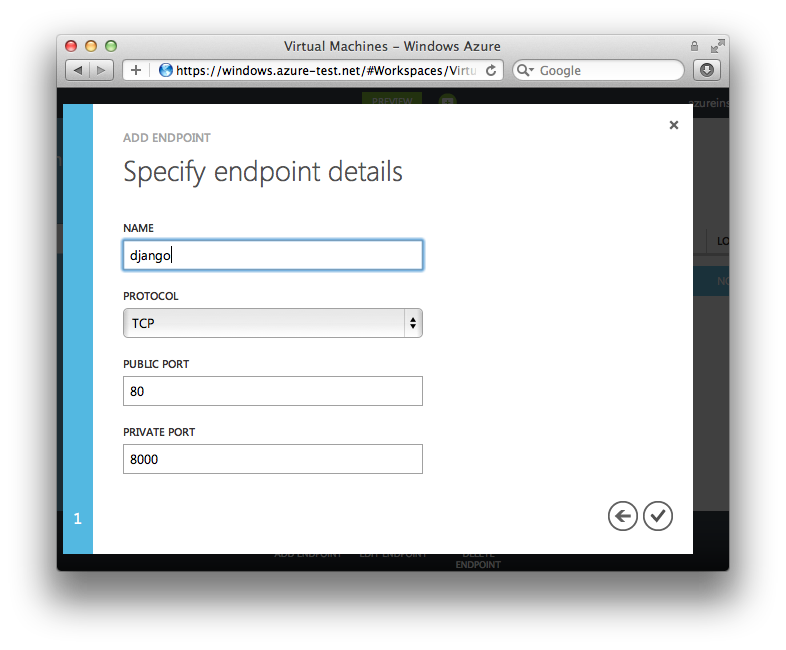 Virtual Machines – Windows Azure
https://windows.azure-test.net/#Workspaces/Virtu
Google
PREVIEW
azureins
ADD ENDPOINT
Specify endpoint details
NAME
django
LO
PROTOCOL
NO
TCP
PUBLIC PORT
80
PRIVATE PORT
8000
1
ADD ENDPOINT EDIT ENDPOINT DELETE
ENDPOINT